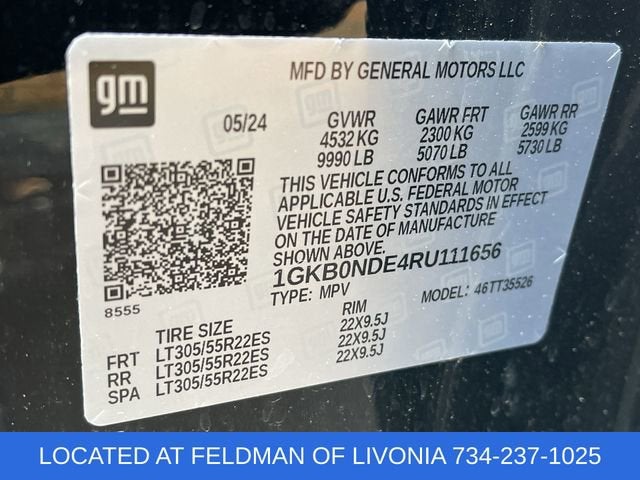 gm
MFD BY GENERAL MOTORS LLC
05/24 GVWR GAWR FRT GAWR RR
4532 KG 2300 KG 2599 KG
9990 LB 5070 LB 5730 LB
THIS VEHICLE CONFORMS TO ALL
APPLICABLE U.S. FEDERAL MOTOR
VEHICLE SAFETY STANDARDS IN EFFECT
ON THE DATE OF MANUFACTURE
SHOWN ABOVE.
1GKB0NDE4RU111656
TYPE: MPV MODEL: 46TT35526
8555
TIRE SIZE RIM
FRT LT305/55R22ES 22X9.5J
RR LT305/55R22ES 22X9.5J
SPA LT305/55R22ES 22X9.5J
LOCATED AT FELDMAN OF LIVONIA 734-237-1025